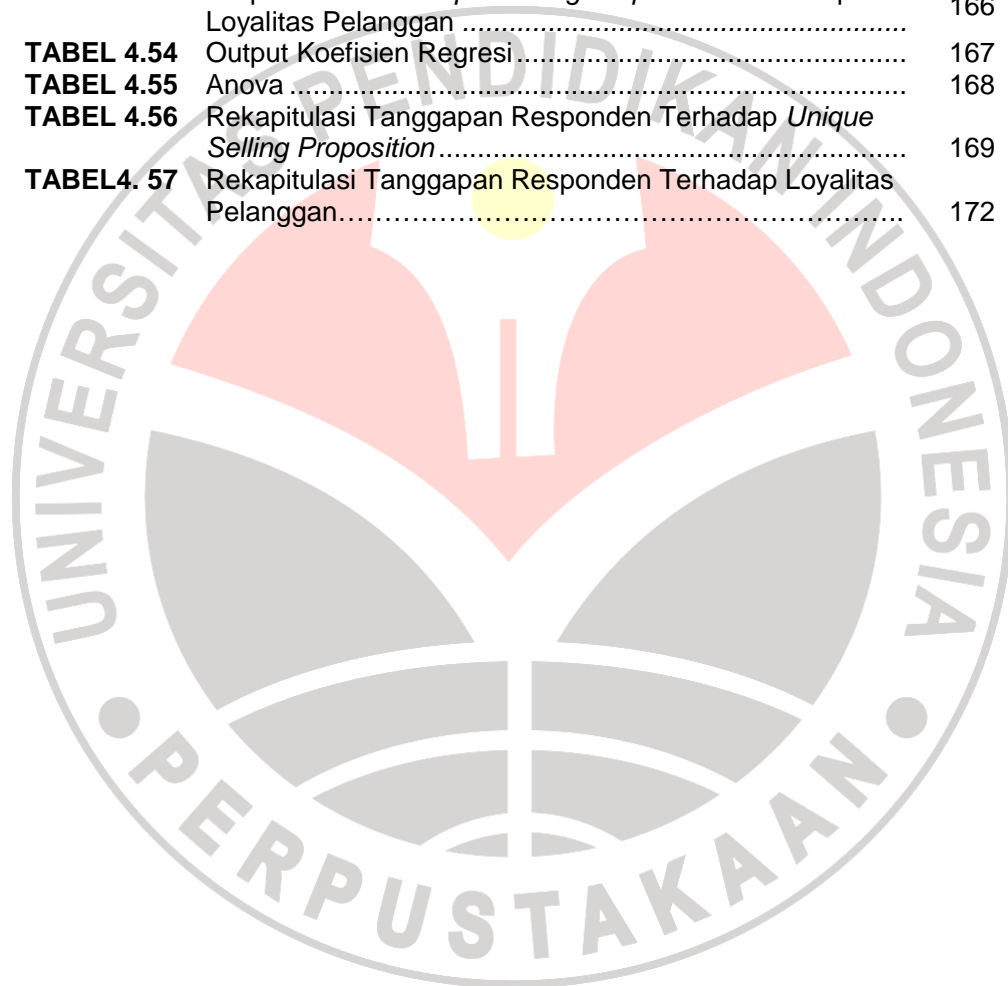 Loyalitas Pelanggan ................................................ 166
TABEL 4.54 Output Koefisien Regresi ............................................. 167
TABEL 4.55 Anova ....................................................................... 168
TABEL 4.56 Rekapitulasi Tanggapan Responden Terhadap Unique
Selling Proposition ...................................................... 169
TABEL4. 57 Rekapitulasi Tanggapan Responden Terhadap Loyalitas
Pelanggan…………………………………………………….. 172
UNIVERSITAS PENDIDIKAN INDONESIA
PERPUSTAKAAN